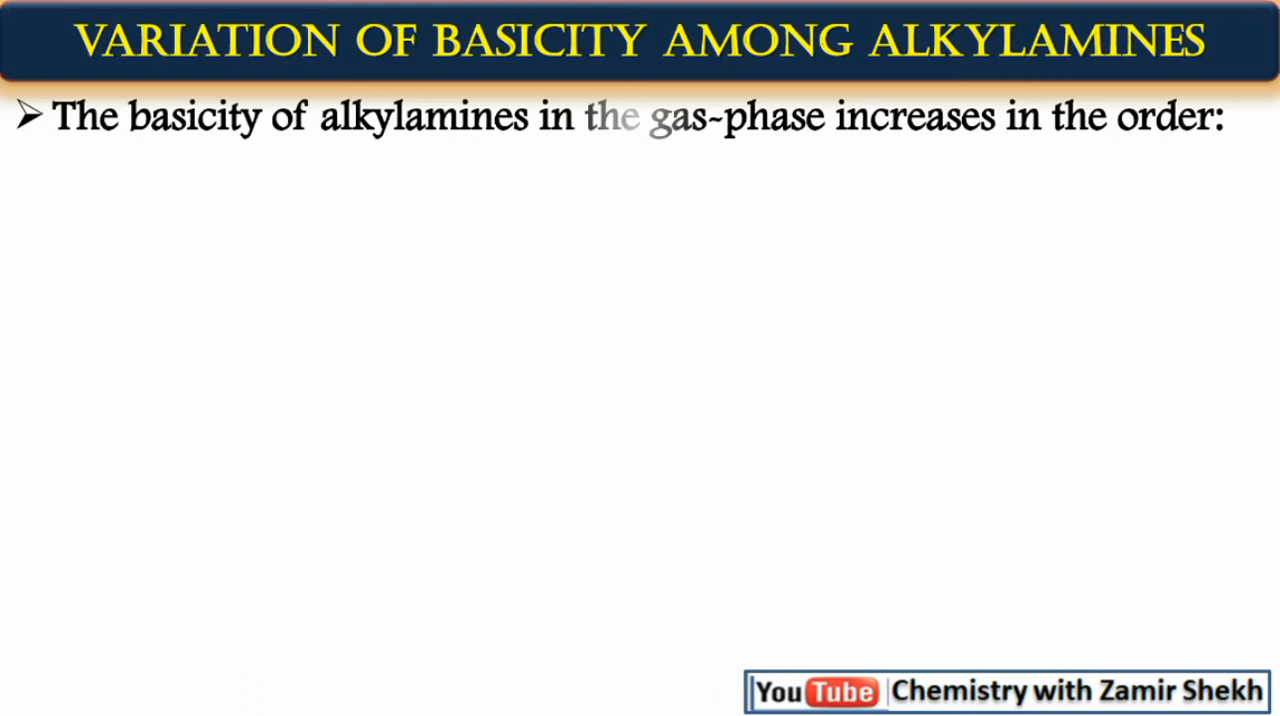 VARIATION OF BASICITY AMONG ALKYLAMINES
➢ The basicity of alkylamines in the gas-phase increases in the order:
YouTube Chemistry with Zamir Shekh